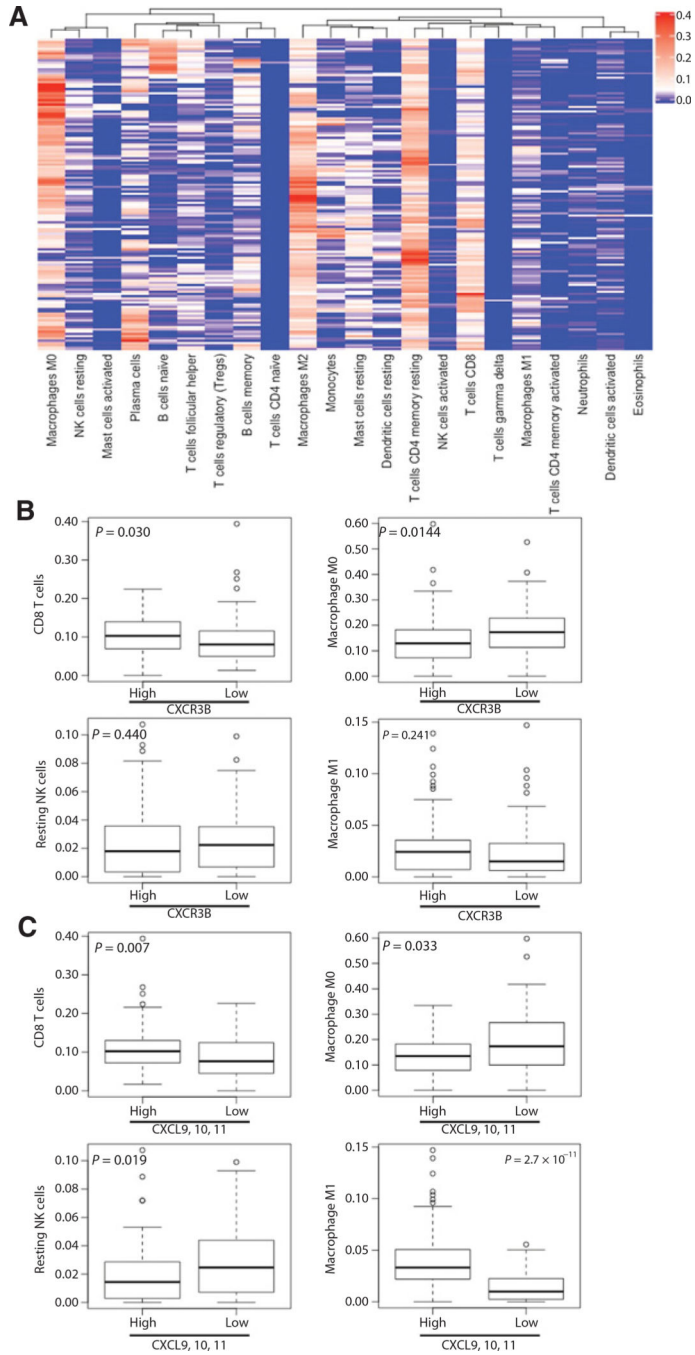 A
0.4
0.3
0.2
0.1
0.0
Macrophages M0
NK cells resting
Mast cells activated
Plasma cells
B cells naïve
T cells follicular helper
T cells regulatory (Tregs)
B cells memory
T cells CD4 naïve
Macrophages M2
Monocytes
Mast cells resting
Dendritic cells resting
T cells CD4 memory resting
NK cells activated
T cells CD8
T cells gamma delta
Macrophages M1
T cells CD4 memory activated
Neutrophils
Dendritic cells activated
Eosinophils
B
CD8 T cells
0.40
0.30
0.20
0.10
0.00
P = 0.030
High Low
CXCR3B
Macrophage M0
0.60
0.50
0.40
0.30
0.20
0.10
0.00
P = 0.0144
High Low
CXCR3B
Resting NK cells
0.10
0.08
0.06
0.04
0.02
0.00
P = 0.440
High Low
CXCR3B
Macrophage M1
0.15
0.10
0.05
0.00
P = 0.241
High Low
CXCR3B
C
CD8 T cells
0.40
0.30
0.20
0.10
0.00
P = 0.007
High Low
CXCL9, 10, 11
Macrophage M0
0.60
0.50
0.40
0.30
0.20
0.10
0.00
P = 0.033
High Low
CXCL9, 10, 11
Resting NK cells
0.10
0.08
0.06
0.04
0.02
0.00
P = 0.019
High Low
CXCL9, 10, 11
Macrophage M1
0.15
0.10
0.05
0.00
P = 2.7 × 10⁻¹¹
High Low
CXCL9, 10, 11